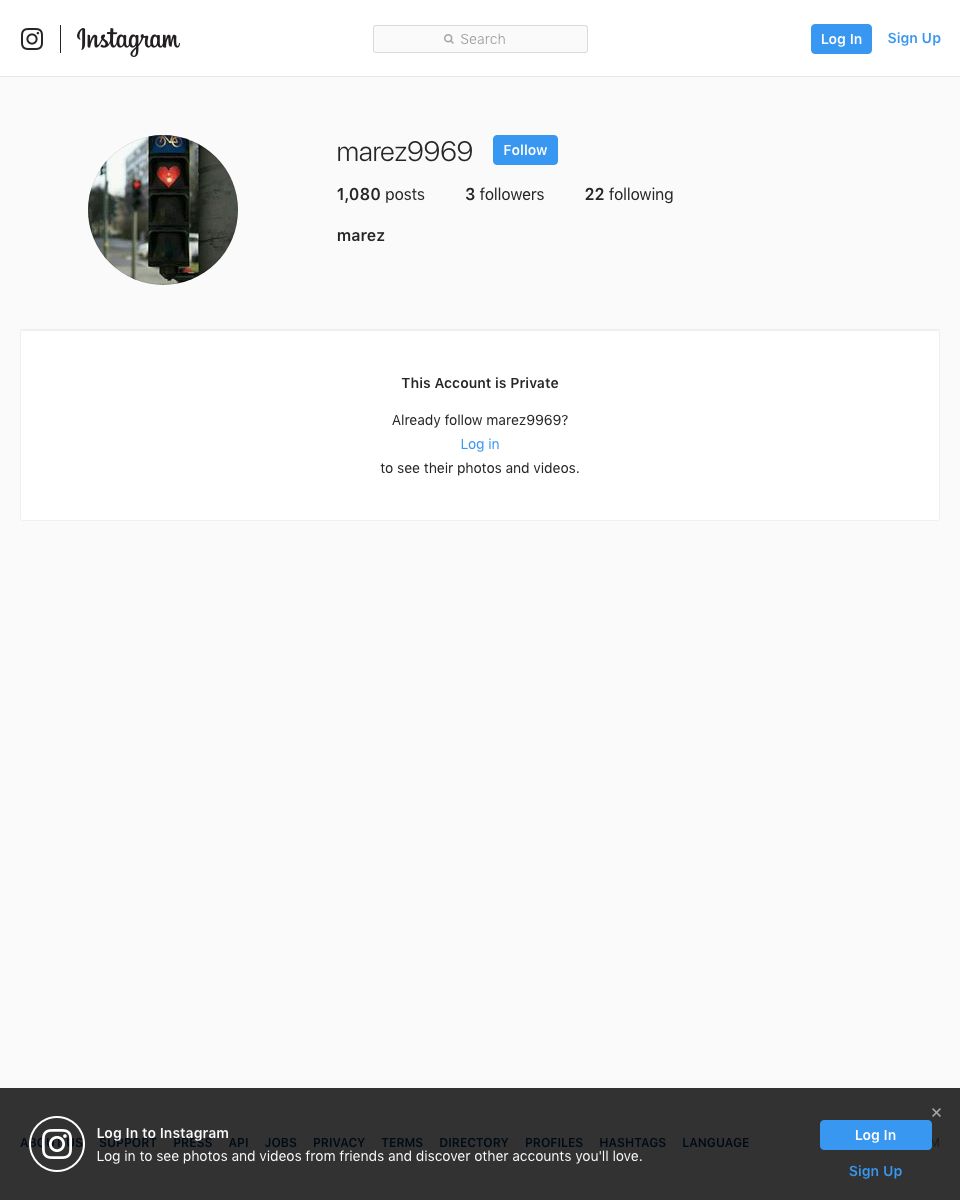 Instagram
Search
Log In
Sign Up
marez9969
Follow
1,080 posts
3 followers
22 following
marez
This Account is Private
Already follow marez9969?
Log in
to see their photos and videos.
SUPPORT
PRESS
API
JOBS
PRIVACY
TERMS
DIRECTORY
PROFILES
HASHTAGS
LANGUAGE
Log In to Instagram
Log in to see photos and videos from friends and discover other accounts you'll love.
Log In
Sign Up